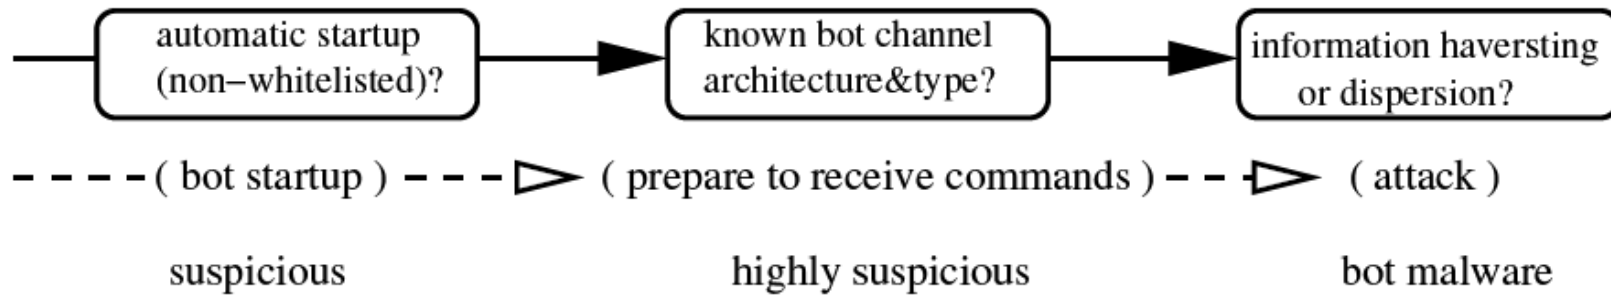 automatic startup
(non−whitelisted)?
known bot channel
architecture&type?
information haversting
or dispersion?
( bot startup )
( prepare to receive commands )
( attack )
suspicious
highly suspicious
bot malware